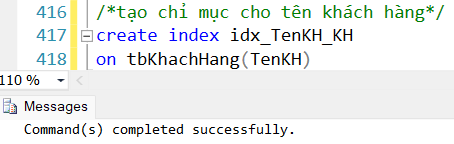 416 /*tạo chỉ mục cho tên khách hàng*/
417 create index idx_TenKH_KH
418 on tbKhachHang(TenKH)
110 %
Messages
Command(s) completed successfully.